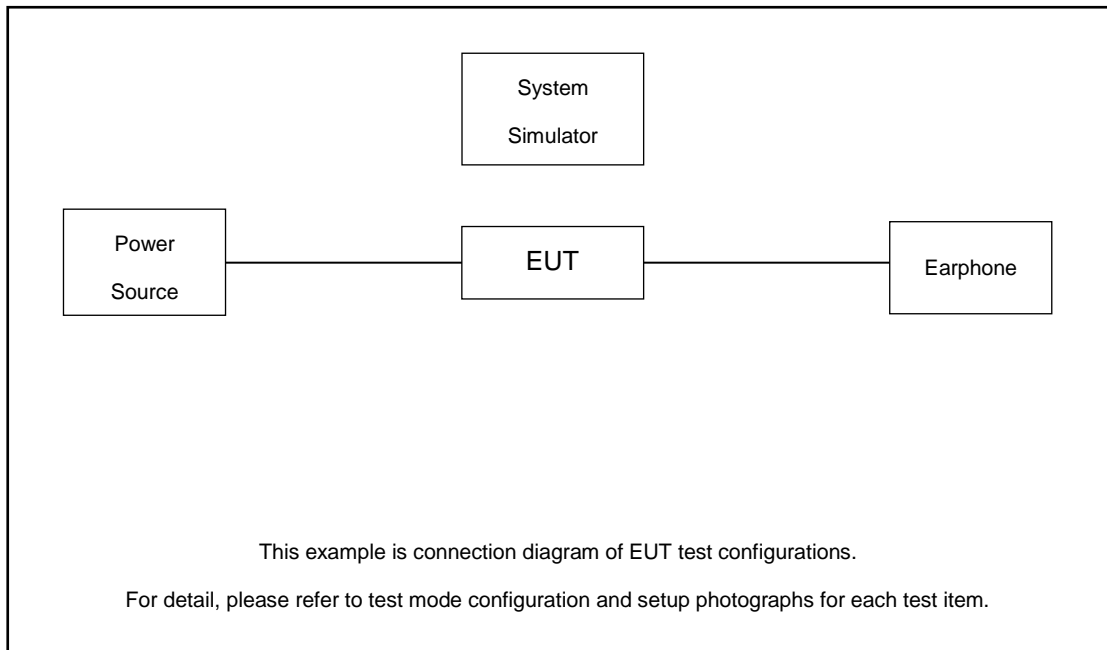 System
Simulator
Power
Source
EUT
Earphone
This example is connection diagram of EUT test configurations.
For detail, please refer to test mode configuration and setup photographs for each test item.